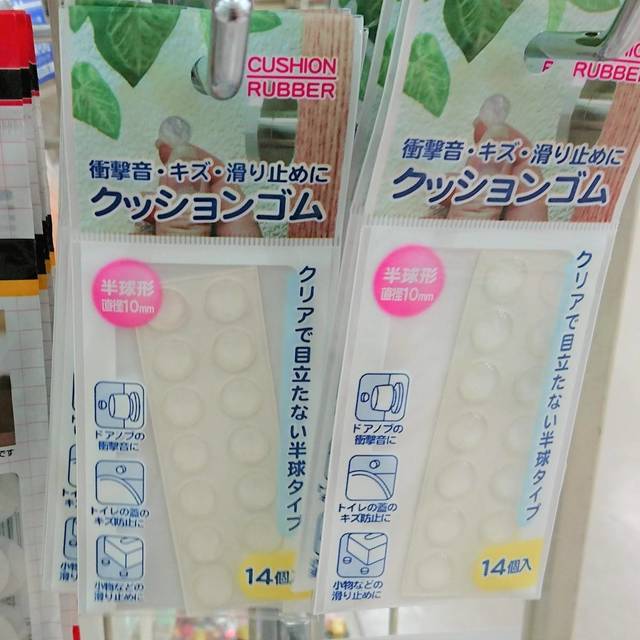 CUSHION
RUBBER
衝撃音・キズ・滑り止めに
クッションゴム
半球形
直径10mm
クリアで目立たない半球タイプ
ドアノブの
衝撃音に
トイレの蓋の
キズ防止に
小物などの
滑り止めに
14個
RUBBER
衝撃音・キズ・滑り止めに
クッションゴム
半球形
直径10mm
クリアで目立たない半球タイプ
ドアノブの
衝撃音に
トイレの蓋の
キズ防止に
小物などの
滑り止めに
14個入
です